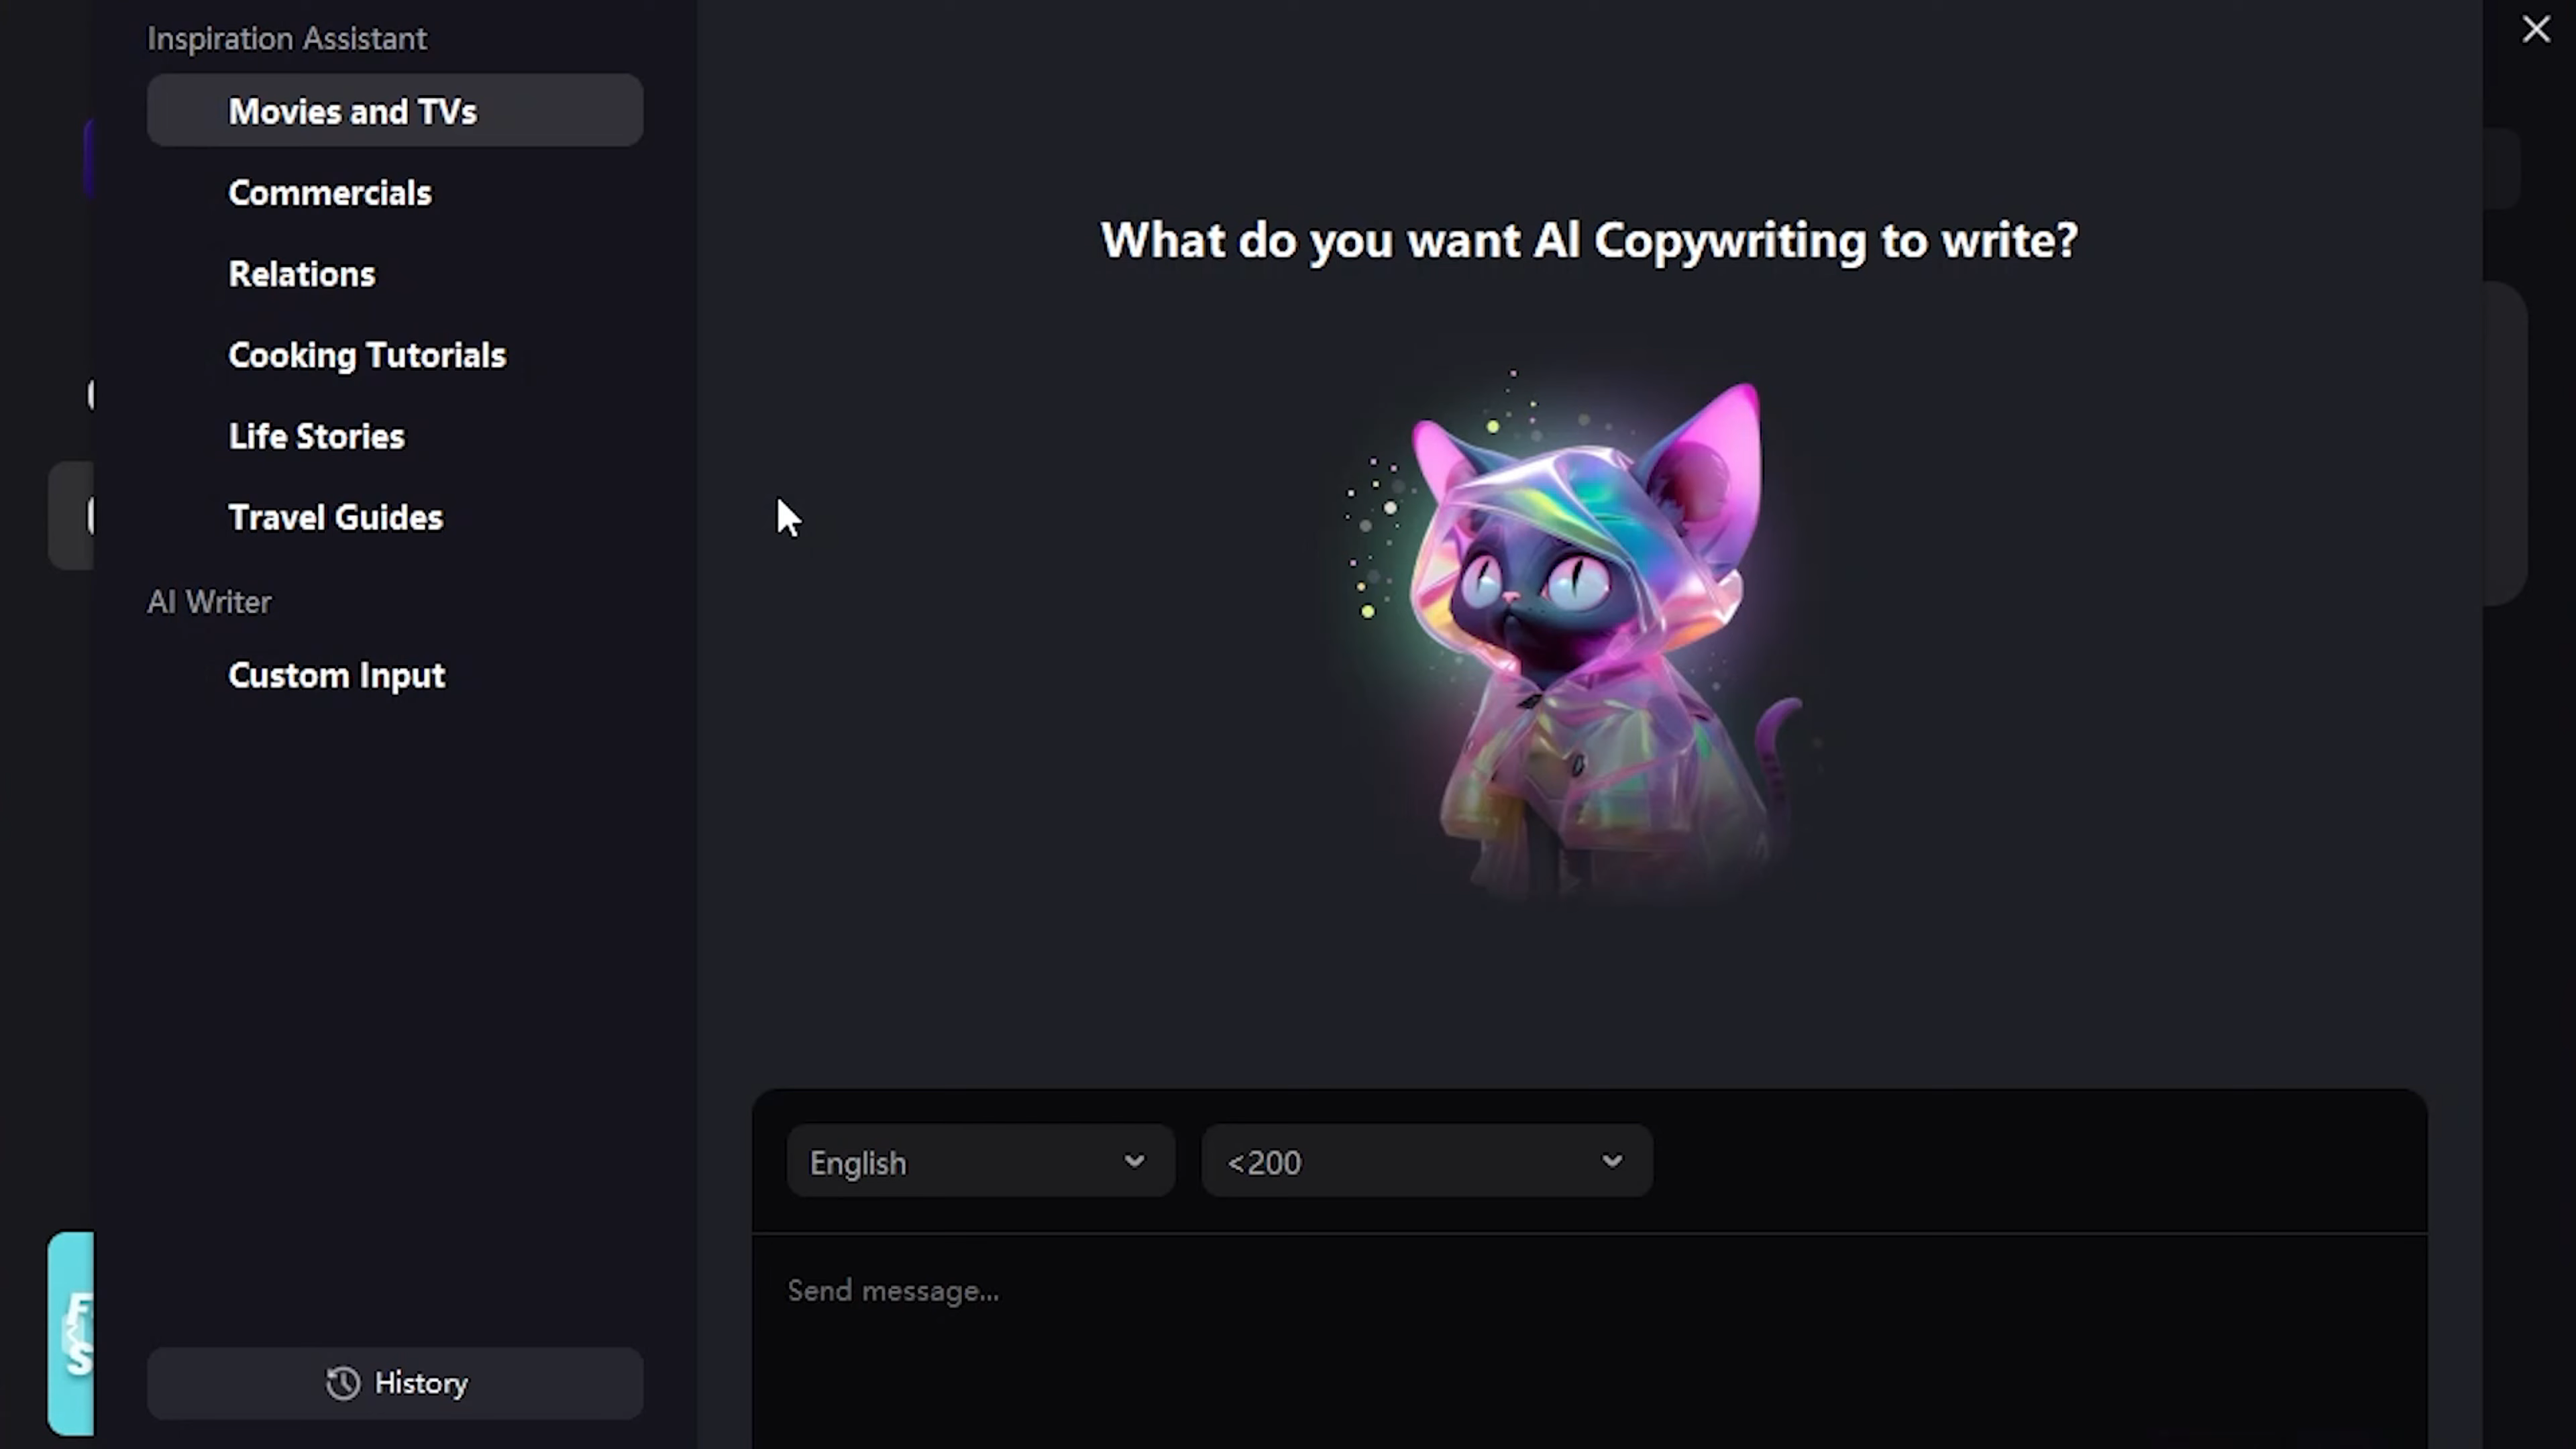 Inspiration Assistant
Movies and TVs
Commercials
Relations
Cooking Tutorials
Life Stories
Travel Guides
AI Writer
Custom Input
History
What do you want AI Copywriting to write?
English
<200
Send message...
F
S